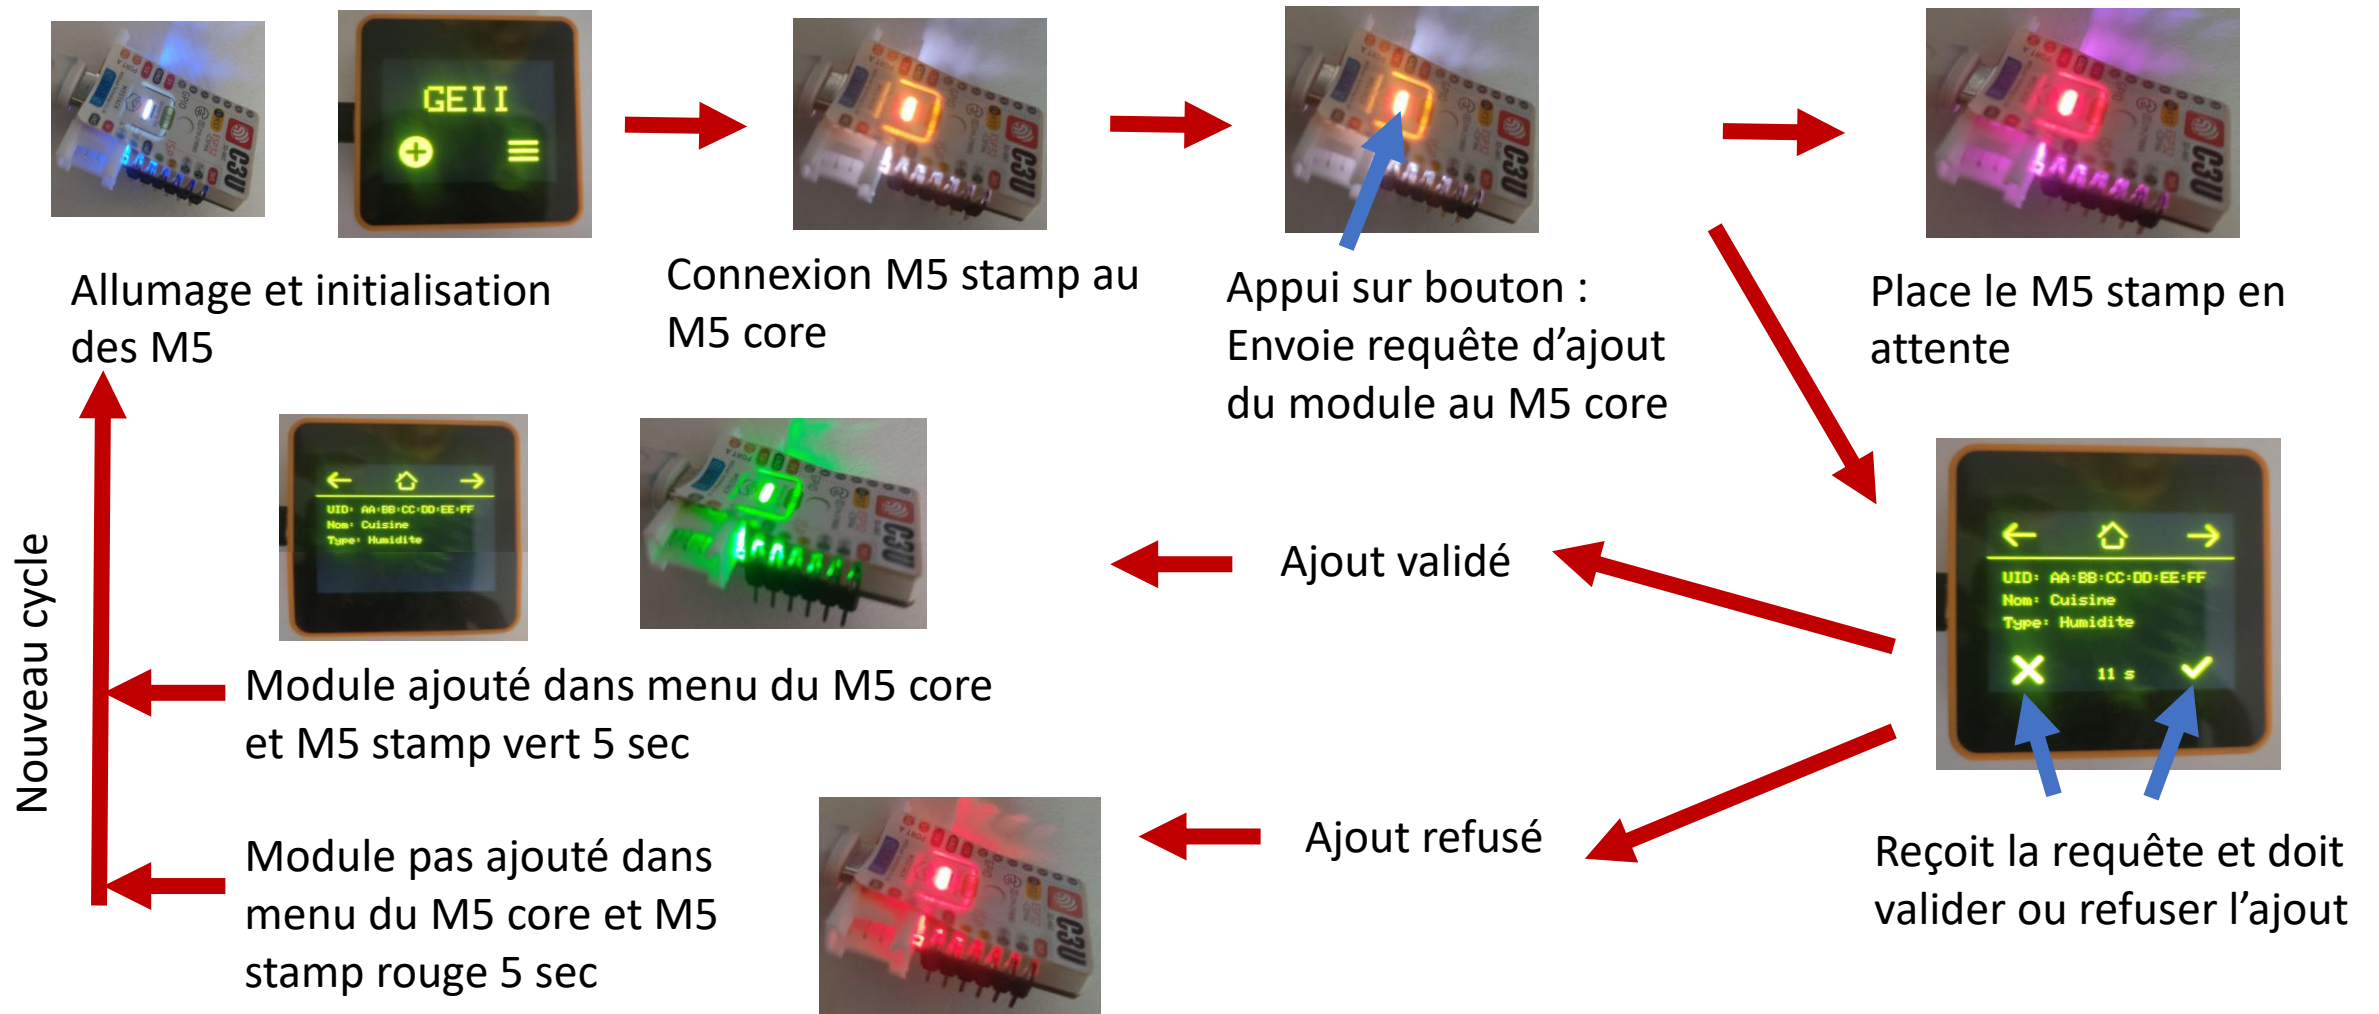 GEII
C3U
C3U
C3U
C3U
Allumage et initialisation
des M5
Connexion M5 stamp au
M5 core
Appui sur bouton :
Envoie requête d’ajout
du module au M5 core
Place le M5 stamp en
attente
UID: AA:BB:CC:DD:EE:FF
Nom: Cuisine
Type: Humidite
C3U
Ajout validé
UID: AA:BB:CC:DD:EE:FF
Nom: Cuisine
Type: Humidite
11 s
Nouveau cycle
Module ajouté dans menu du M5 core
et M5 stamp vert 5 sec
Module pas ajouté dans
menu du M5 core et M5
stamp rouge 5 sec
C3U
Ajout refusé
Reçoit la requête et doit
valider ou refuser l’ajout